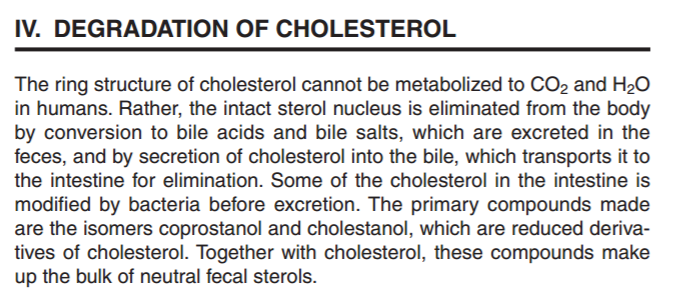 IV. DEGRADATION OF CHOLESTEROL
The ring structure of cholesterol cannot be metabolized to CO₂ and H₂O
in humans. Rather, the intact sterol nucleus is eliminated from the body
by conversion to bile acids and bile salts, which are excreted in the
feces, and by secretion of cholesterol into the bile, which transports it to
the intestine for elimination. Some of the cholesterol in the intestine is
modified by bacteria before excretion. The primary compounds made
are the isomers coprostanol and cholestanol, which are reduced deriva-
tives of cholesterol. Together with cholesterol, these compounds make
up the bulk of neutral fecal sterols.